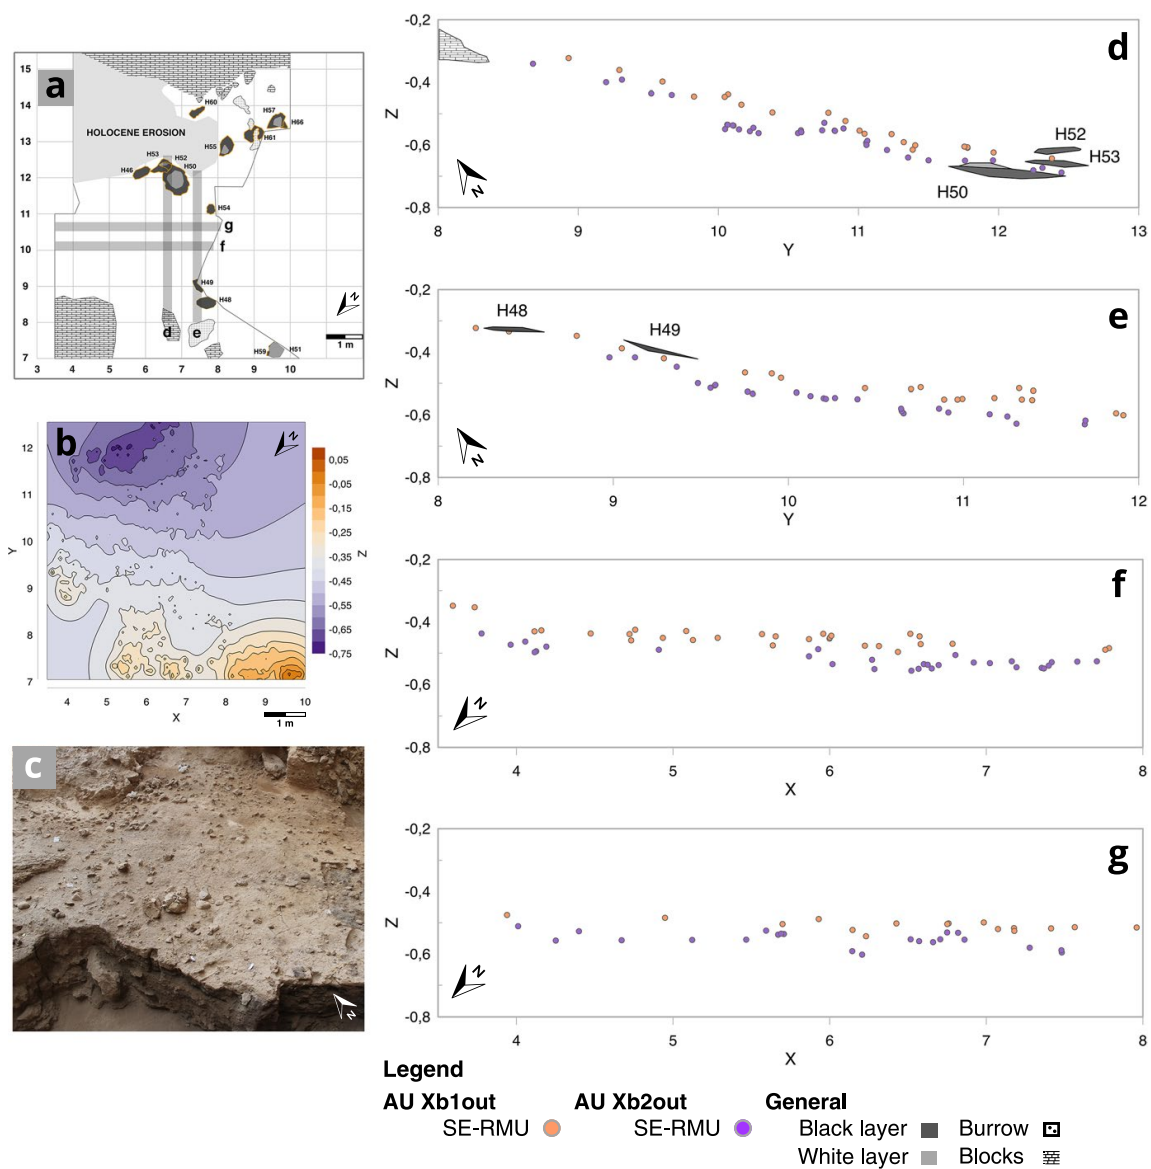 a
15
14
13
12
11
10
9
8
7
3
4
5
6
7
8
9
10
HOLOCENE EROSION
H60
H57
H66
H61
H55
H53
H52
H46
H50
H54
g
f
H49
H48
d
e
H59
H51
N
1 m
b
12
11
10
9
8
7
Y
4
5
6
7
8
9
10
X
1 m
N
0,05
-0,05
-0,15
-0,25
-0,35
-0,45
-0,55
-0,65
-0,75
Z
c
N
d
-0,2
-0,4
-0,6
-0,8
Z
H52
H53
H50
N
8
9
10
11
12
13
Y
e
-0,2
-0,4
-0,6
-0,8
Z
H48
H49
N
8
9
10
11
12
Y
f
-0,2
-0,4
-0,6
-0,8
Z
N
4
5
6
7
8
X
g
-0,2
-0,4
-0,6
-0,8
Z
N
4
5
6
7
8
X
Legend
AU Xb1out AU Xb2out General
SE-RMU SE-RMU Black layer Burrow
White layer Blocks